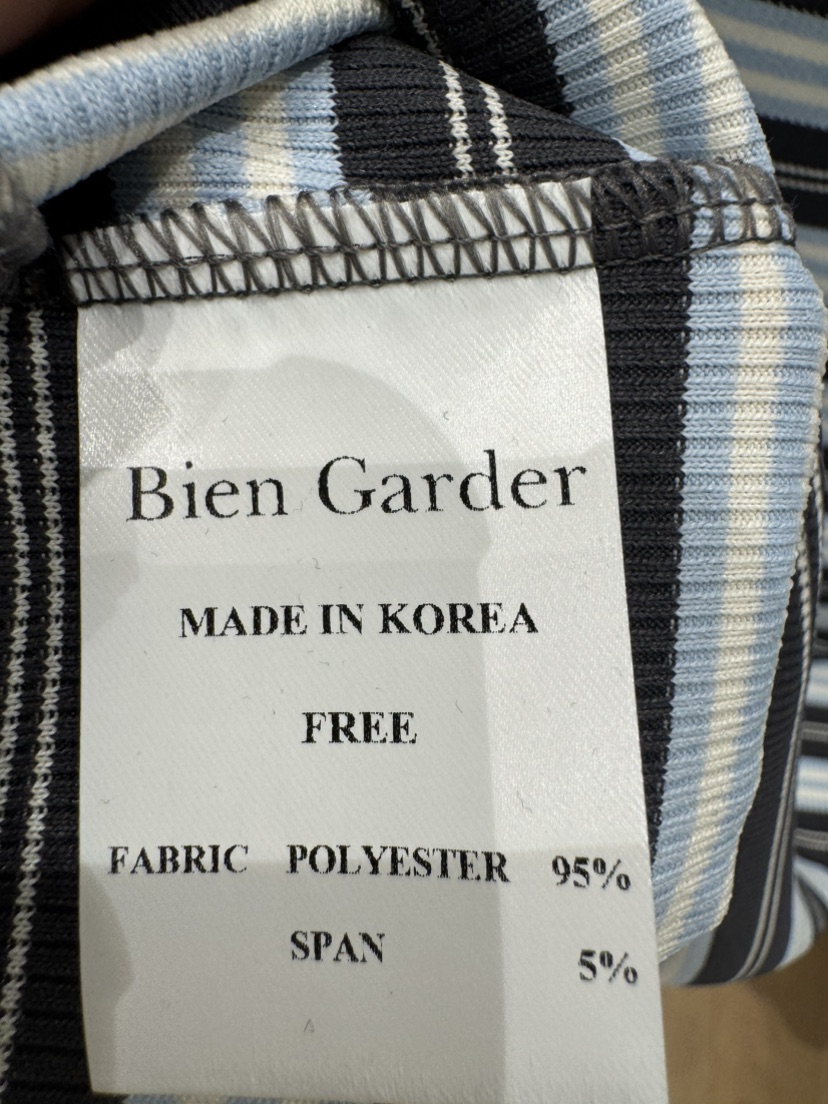 Bien Garder
MADE IN KOREA
FREE
FABRIC POLYESTER 95%
SPAN 5%